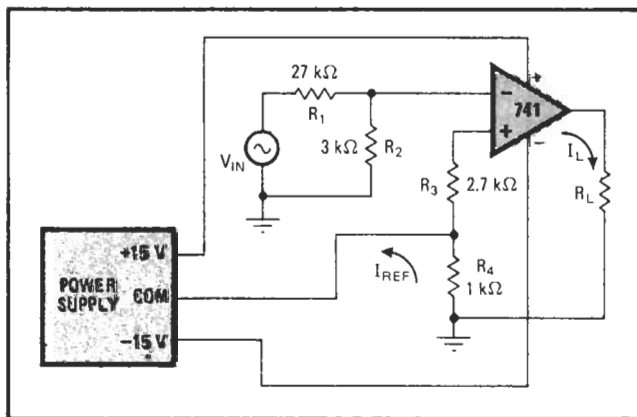 27 kΩ
R1
3 kΩ
R2
VIN
−
741
+
+
−
IL
RL
R3
2.7 kΩ
IREF
R4
1 kΩ
POWER
SUPPLY
+15 V
COM
−15 V